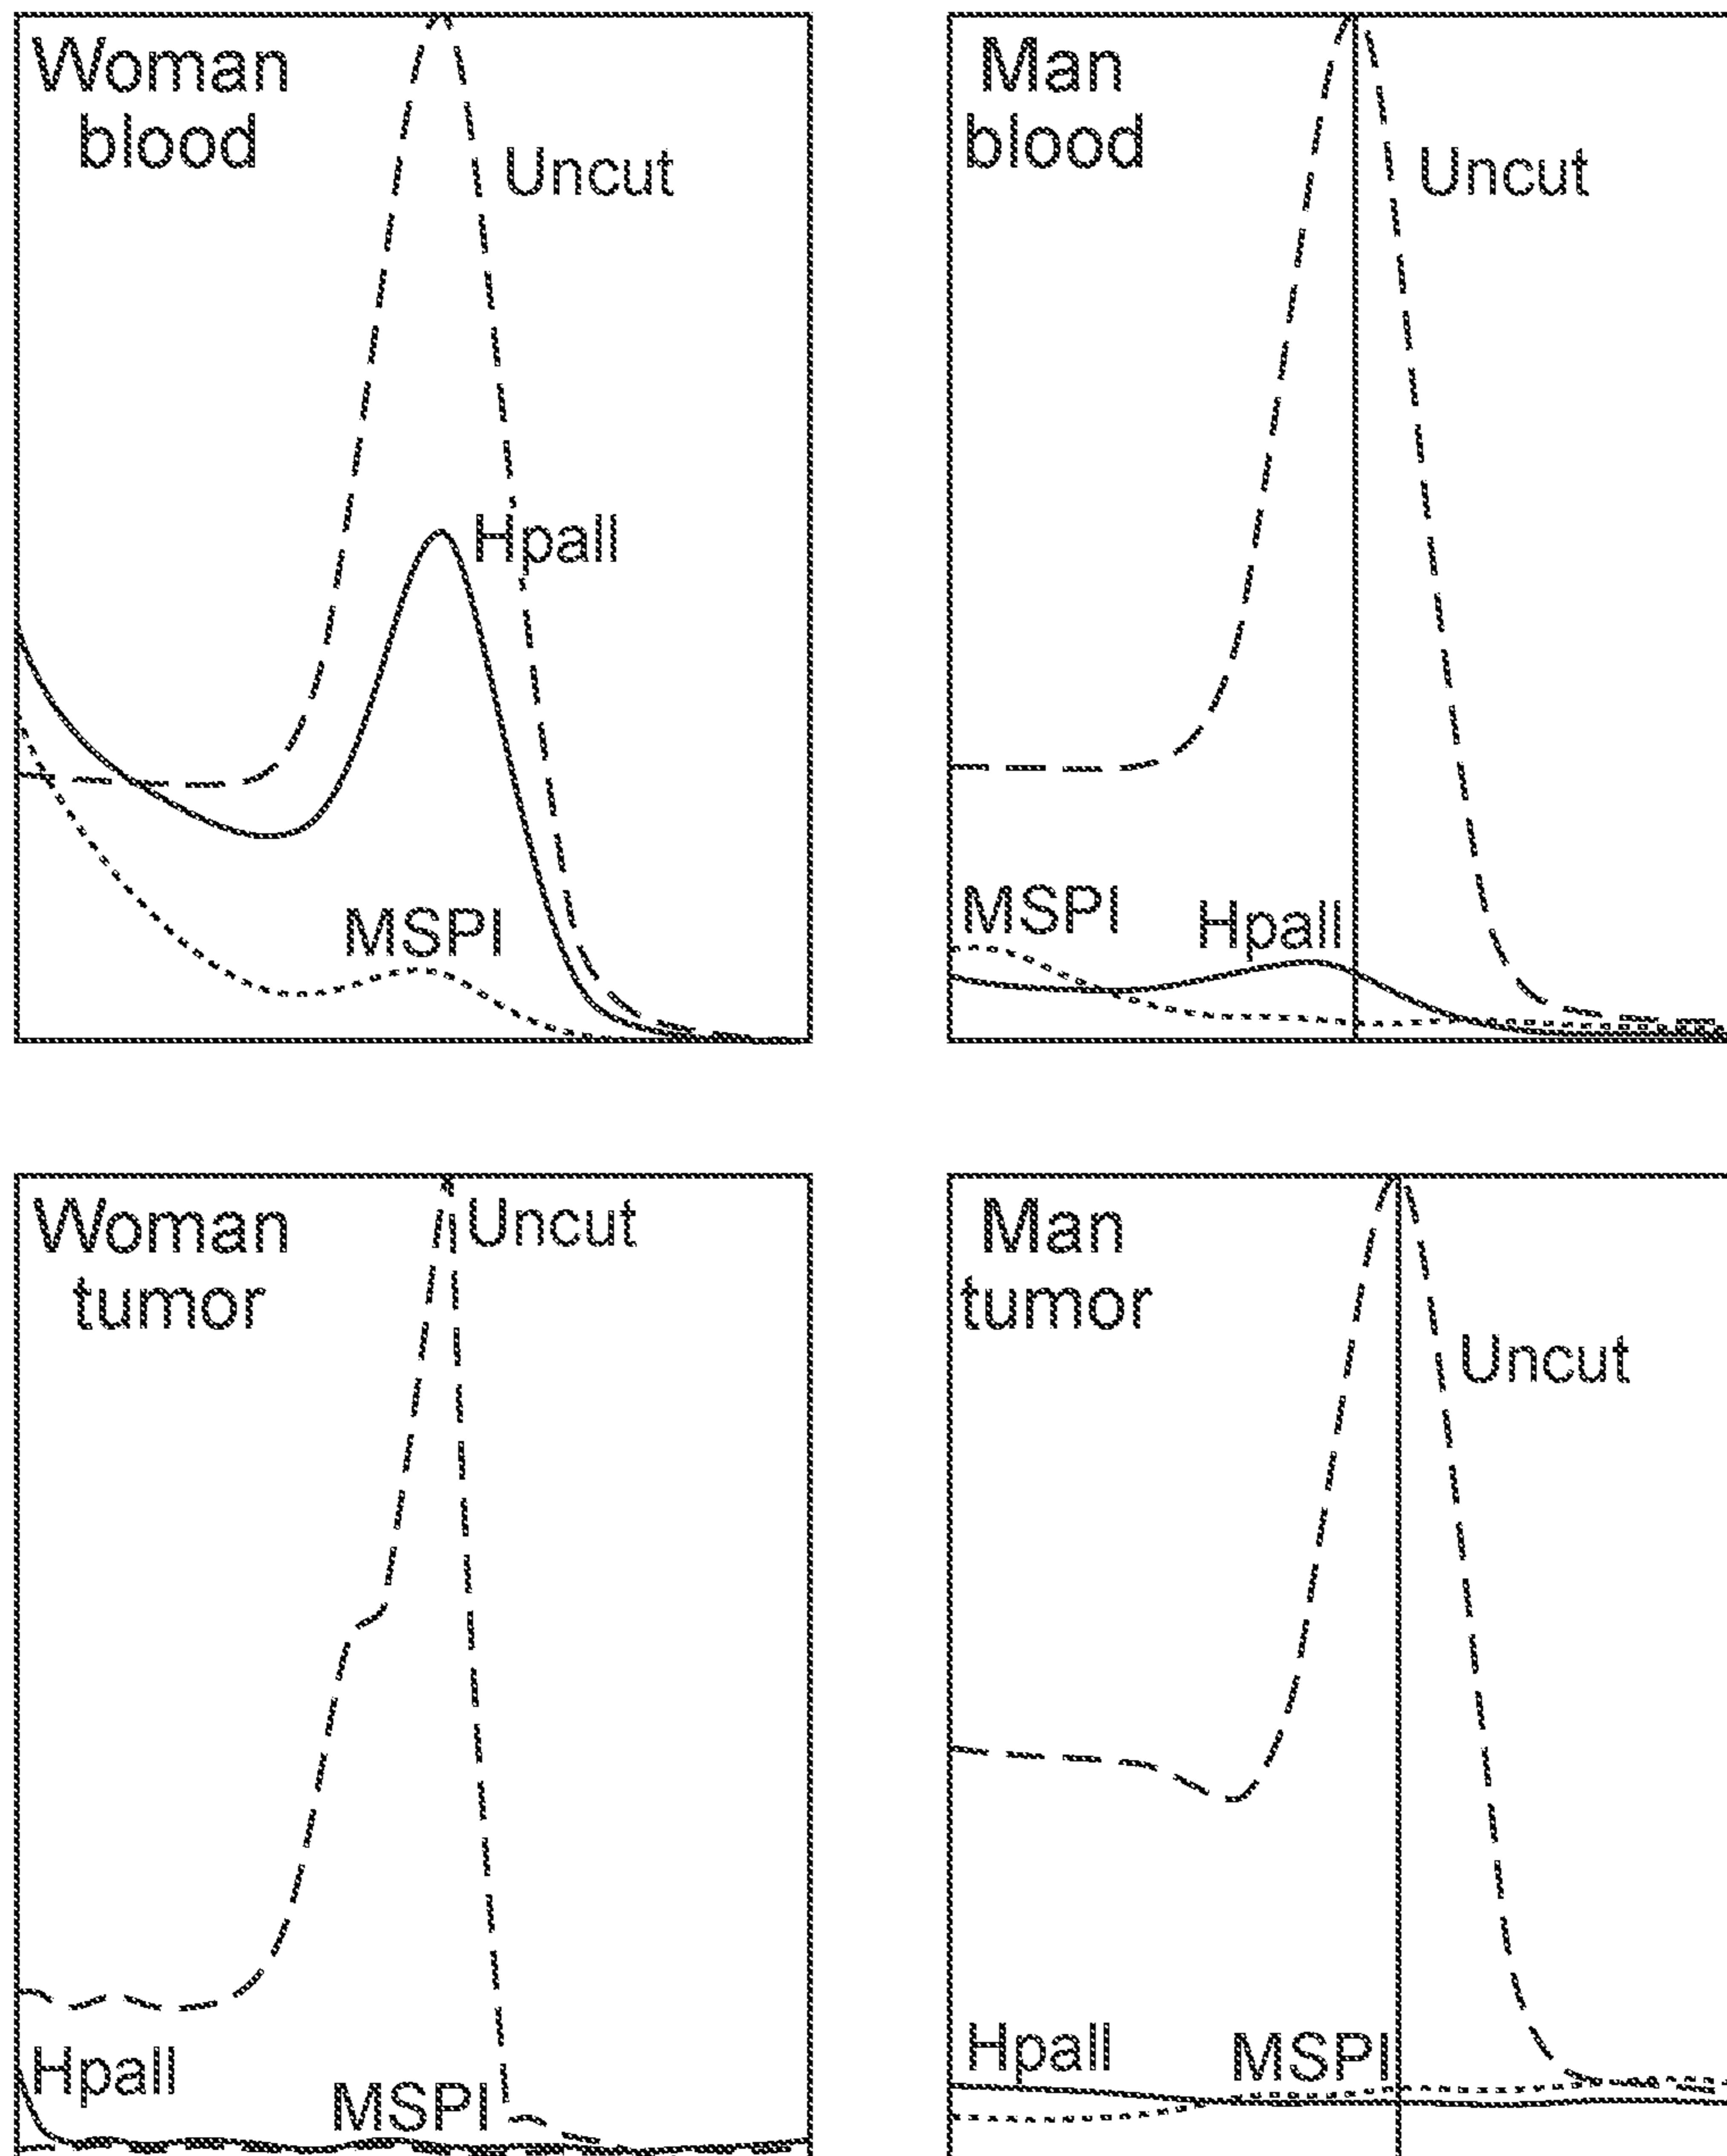 Woman
blood
Uncut
HpaII
MSPI
Man
blood
Uncut
MSPI
HpaII
Woman
tumor
Uncut
HpaII
MSPI
Man
tumor
Uncut
HpaII
MSPI